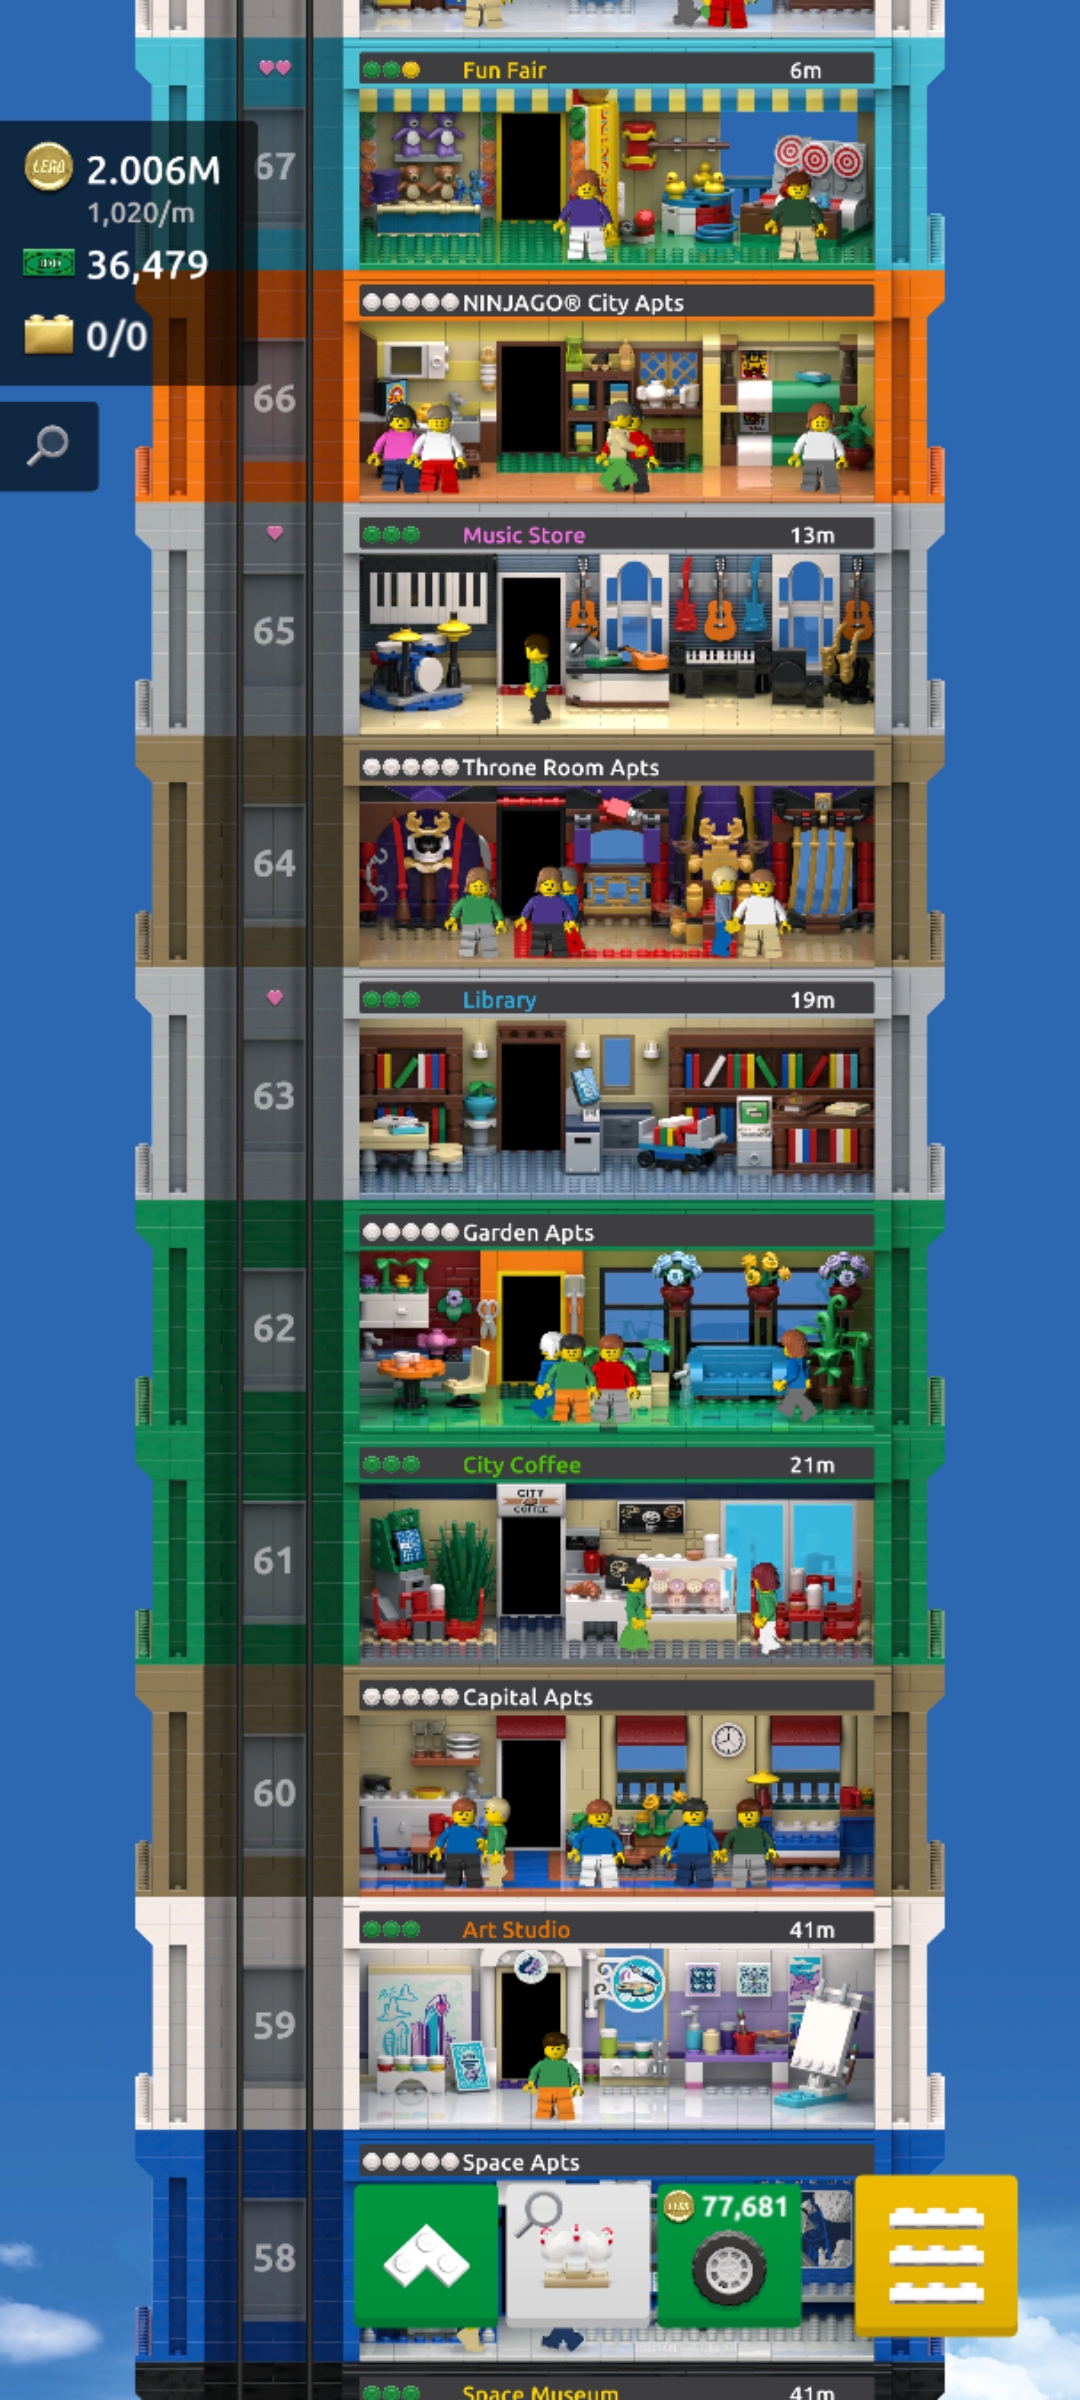 Fun Fair 6m
67
LEGO 2.006M
1,020/m
36,479
0/0
NINJAGO® City Apts
66
Music Store 13m
65
Throne Room Apts
64
Library 19m
63
Garden Apts
62
City Coffee 21m
CITY
COFFEE
61
Capital Apts
60
Art Studio 41m
59
Space Apts
77,681
58
Space Museum 41m